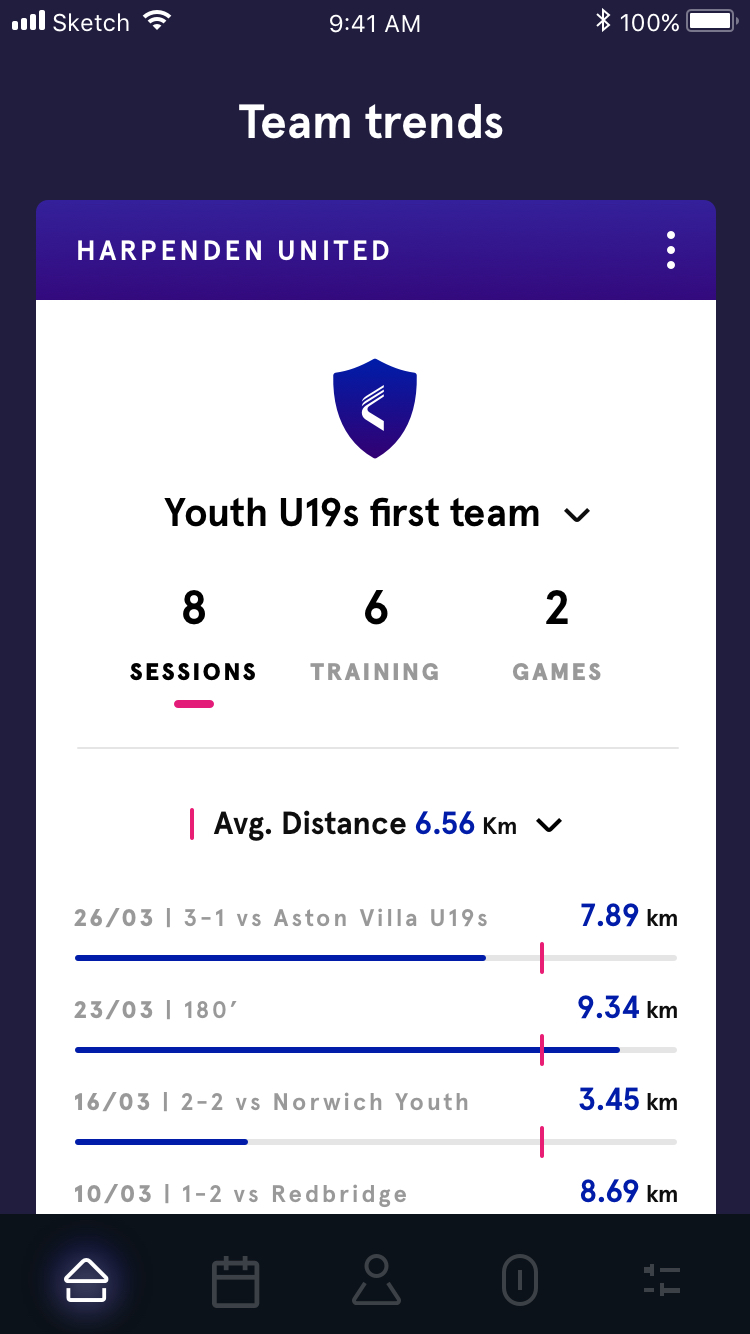 Sketch 9:41 AM 100%
Team trends
HARPENDEN UNITED
Youth U19s first team
8 6 2
SESSIONS TRAINING GAMES
Avg. Distance 6.56 Km
26/03 | 3-1 vs Aston Villa U19s 7.89 km
23/03 | 180′ 9.34 km
16/03 | 2-2 vs Norwich Youth 3.45 km
10/03 | 1-2 vs Redbridge 8.69 km